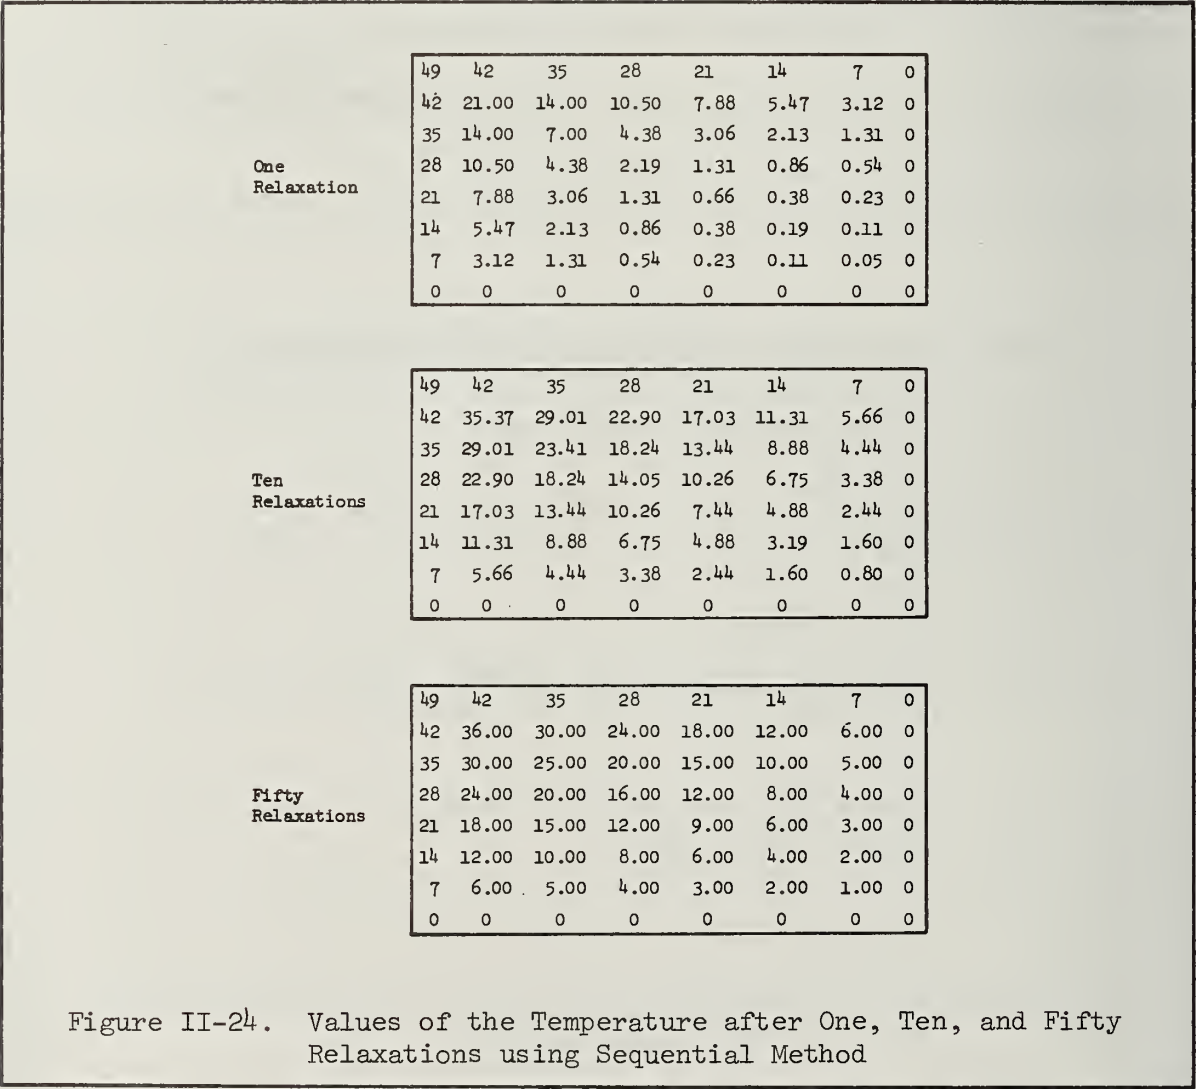 49 42 35 28 21 14 7 0
42 21.00 14.00 10.50 7.88 5.47 3.12 0
35 14.00 7.00 4.38 3.06 2.13 1.31 0
One
28 10.50 4.38 2.19 1.31 0.86 0.54 0
Relaxation
21 7.88 3.06 1.31 0.66 0.38 0.23 0
14 5.47 2.13 0.86 0.38 0.19 0.11 0
7 3.12 1.31 0.54 0.23 0.11 0.05 0
0 0 0 0 0 0 0 0
49 42 35 28 21 14 7 0
42 35.37 29.01 22.90 17.03 11.31 5.66 0
35 29.01 23.41 18.24 13.44 8.88 4.44 0
Ten
28 22.90 18.24 14.05 10.26 6.75 3.38 0
Relaxations
21 17.03 13.44 10.26 7.44 4.88 2.44 0
14 11.31 8.88 6.75 4.88 3.19 1.60 0
7 5.66 4.44 3.38 2.44 1.60 0.80 0
0 0 0 0 0 0 0 0
49 42 35 28 21 14 7 0
42 36.00 30.00 24.00 18.00 12.00 6.00 0
35 30.00 25.00 20.00 15.00 10.00 5.00 0
Fifty
28 24.00 20.00 16.00 12.00 8.00 4.00 0
Relaxations
21 18.00 15.00 12.00 9.00 6.00 3.00 0
14 12.00 10.00 8.00 6.00 4.00 2.00 0
7 6.00 5.00 4.00 3.00 2.00 1.00 0
0 0 0 0 0 0 0 0
Figure II-24. Values of the Temperature after One, Ten, and Fifty
Relaxations using Sequential Method